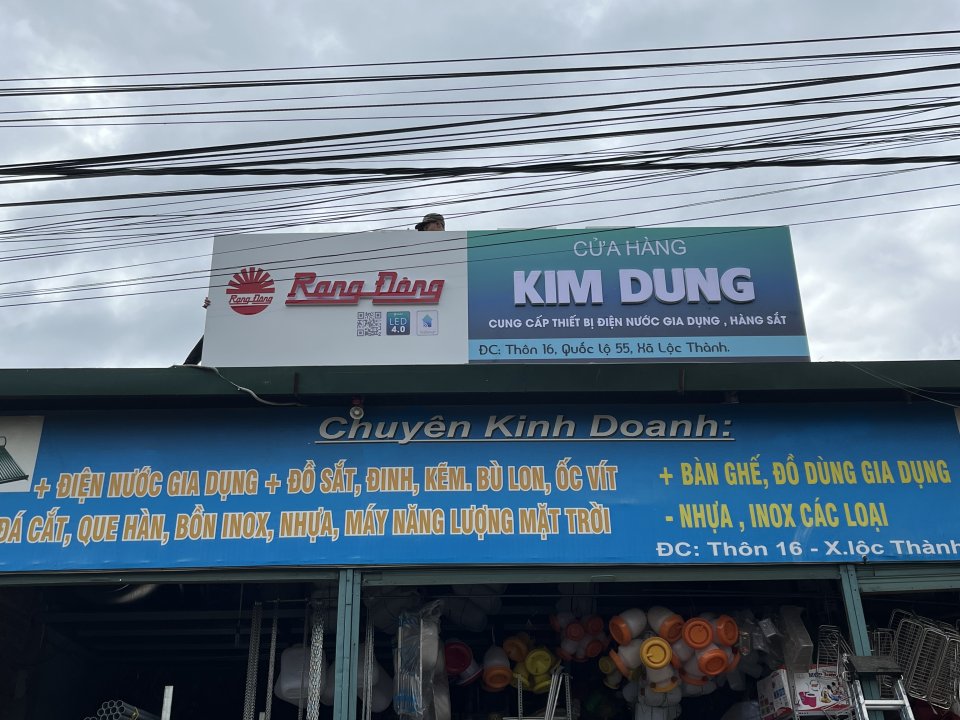 Rạng Đông
Rạng Đông
LED
4.0
CỬA HÀNG
KIM DUNG
CUNG CẤP THIẾT BỊ ĐIỆN NƯỚC GIA DỤNG , HÀNG SẮT
ĐC: Thôn 16, Quốc lộ 55, Xã Lộc Thành.
Chuyên Kinh Doanh:
+ ĐIỆN NƯỚC GIA DỤNG + ĐỒ SẮT, ĐINH, KẼM. BÙ LON, ỐC VÍT
ĐÁ CẮT, QUE HÀN, BỒN INOX, NHỰA, MÁY NĂNG LƯỢNG MẶT TRỜI
+ BÀN GHẾ, ĐỒ DÙNG GIA DỤNG
- NHỰA , INOX CÁC LOẠI
ĐC: Thôn 16 - X.lộc Thành